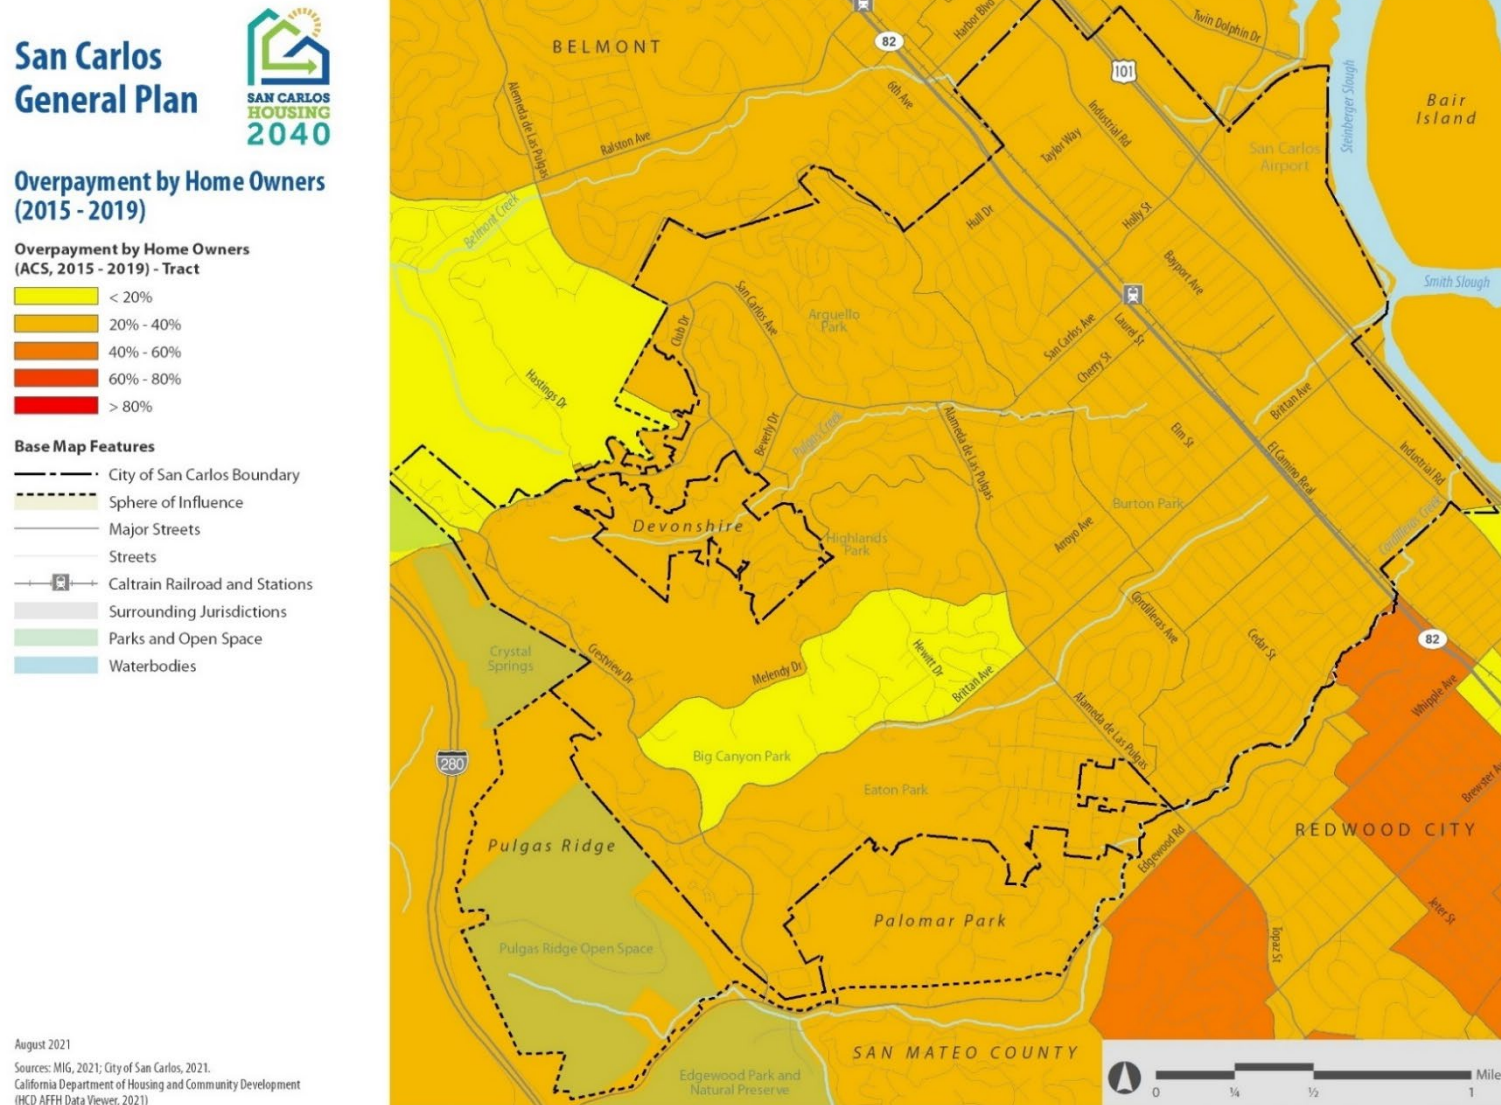 San Carlos
General Plan
SAN CARLOS
HOUSING
2040
Overpayment by Home Owners
(2015 - 2019)
Overpayment by Home Owners
(ACS, 2015 - 2019) - Tract
< 20%
20% - 40%
40% - 60%
60% - 80%
> 80%
Base Map Features
City of San Carlos Boundary
Sphere of Influence
Major Streets
Streets
Caltrain Railroad and Stations
Surrounding Jurisdictions
Parks and Open Space
Waterbodies
August 2021
Sources: MIG, 2021; City of San Carlos, 2021.
California Department of Housing and Community Development
(HCD AFFH Data Viewer, 2021)
BELMONT
82
Harbor Blvd
Twin Dolphin Dr
101
Steinberger Slough
Bair
Island
Alameda de Las Pulgas
6th Ave
Industrial Rd
Ralston Ave
Taylor Way
San Carlos
Airport
Belmont Creek
Hull Dr
Holly St
Bayport Ave
Smith Slough
San Carlos Ave
Arguello
Park
Club Dr
San Carlos Ave
Laurel St
Cherry St
Hastings Dr
Brittan Ave
Beverly Dr
Pulgas Creek
Alameda de Las Pulgas
Elm St
El Camino Real
Industrial Rd
Devonshire
Highlands
Park
Burton Park
Arroyo Ave
Cordilleras Creek
Crystal
Springs
Crestview Dr
Melendy Dr
Hewitt Dr
Brittan Ave
Cordilleras Ave
Cedar St
82
Whipple Ave
Alameda de Las Pulgas
280
Big Canyon Park
Eaton Park
Brewster Av
Pulgas Ridge
Edgewood Rd
REDWOOD CITY
Palomar Park
Jeter St
Pulgas Ridge Open Space
Topaz St
SAN MATEO COUNTY
Edgewood Park and
Natural Preserve
Mile
0
¼
½
1